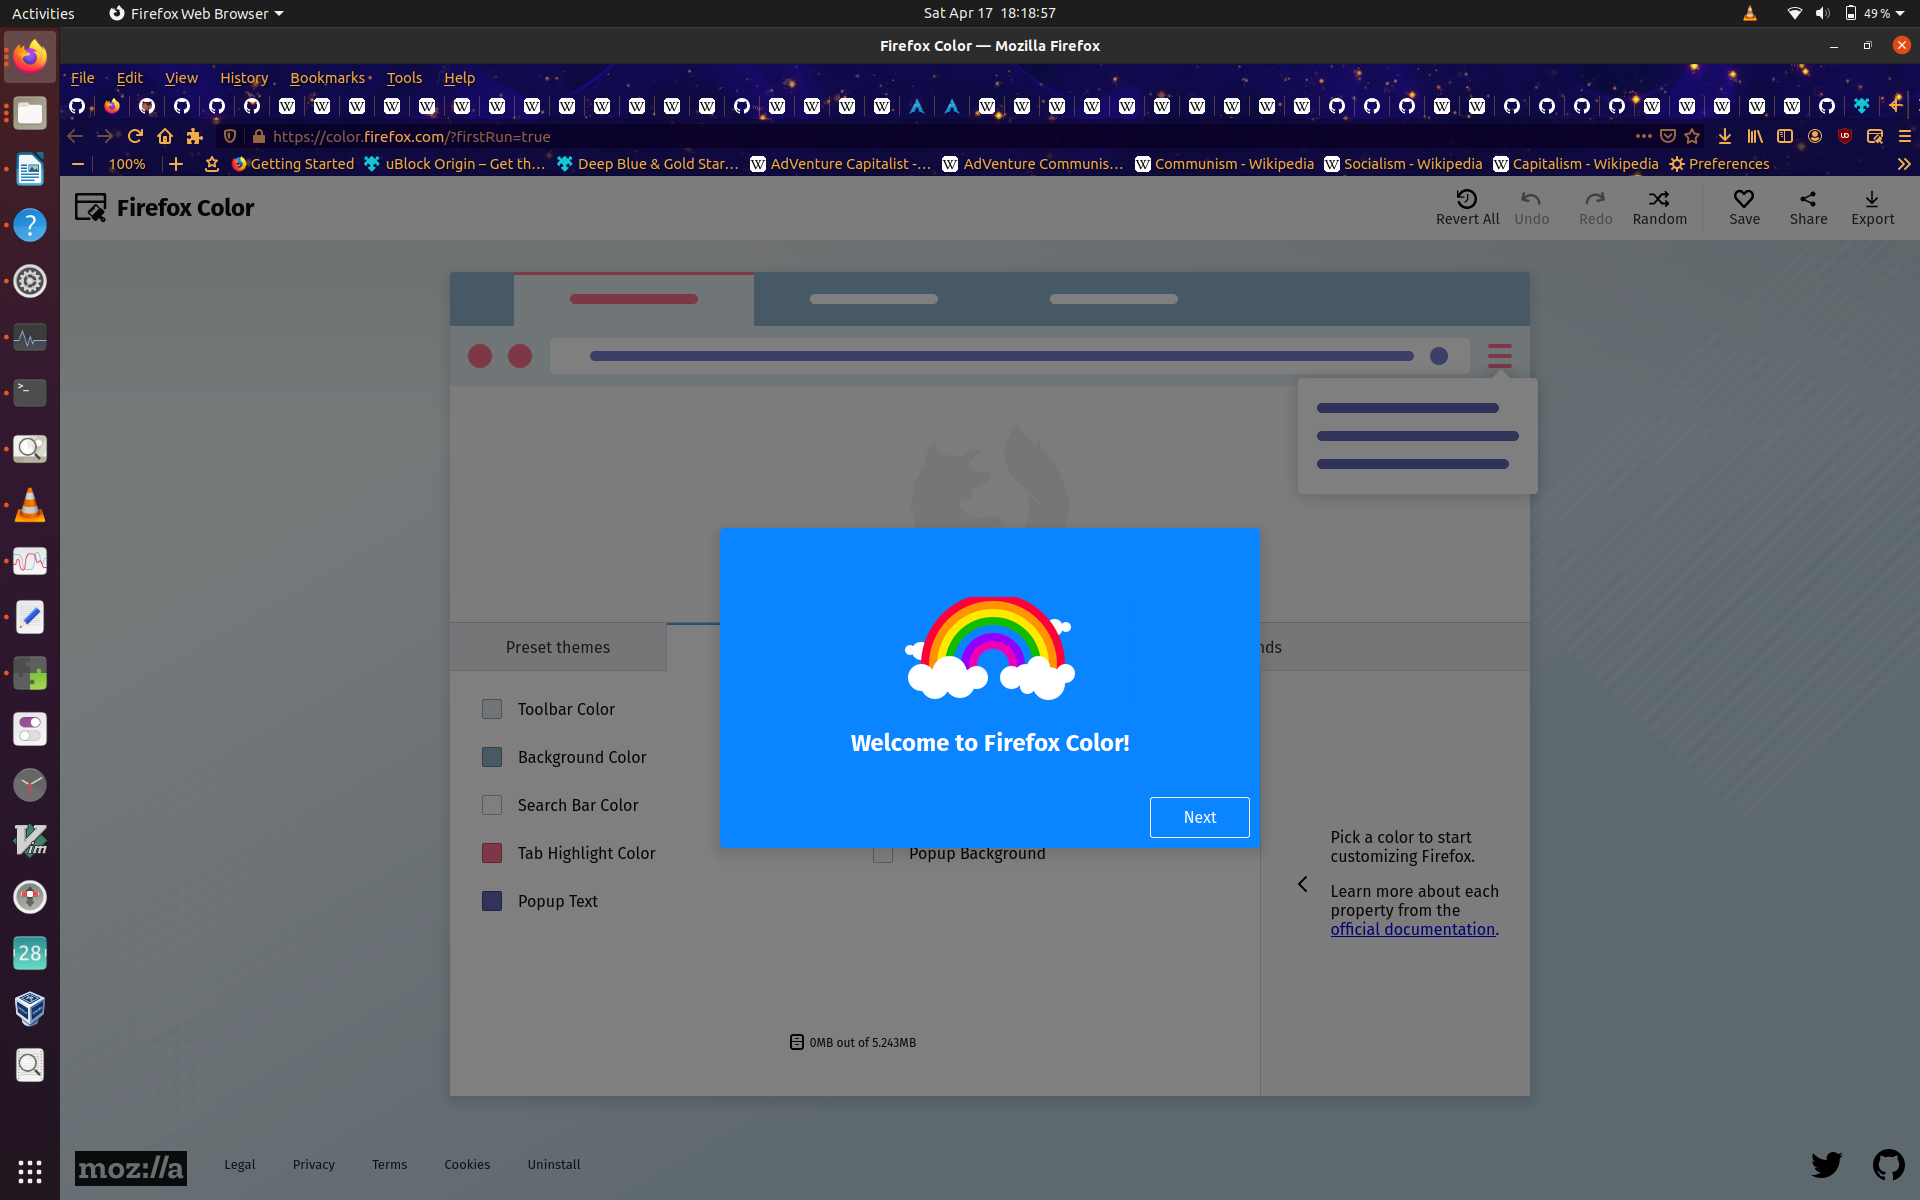 Activities Firefox Web Browser Sat Apr 17 18:18:57 49 %
Firefox Color — Mozilla Firefox
File Edit View History Bookmarks Tools Help
https://color.firefox.com/?firstRun=true
100% Getting Started uBlock Origin – Get th… Deep Blue & Gold Star… AdVenture Capitalist -… AdVenture Communis… Communism - Wikipedia Socialism - Wikipedia Capitalism - Wikipedia Preferences
Firefox Color Revert All Undo Redo Random Save Share Export
Preset themes nds
Toolbar Color
Background Color
Search Bar Color
Tab Highlight Color Popup Background
Popup Text
Welcome to Firefox Color!
Next
Pick a color to start
customizing Firefox.
Learn more about each
property from the
official documentation.
28
0MB out of 5.243MB
moz://a Legal Privacy Terms Cookies Uninstall